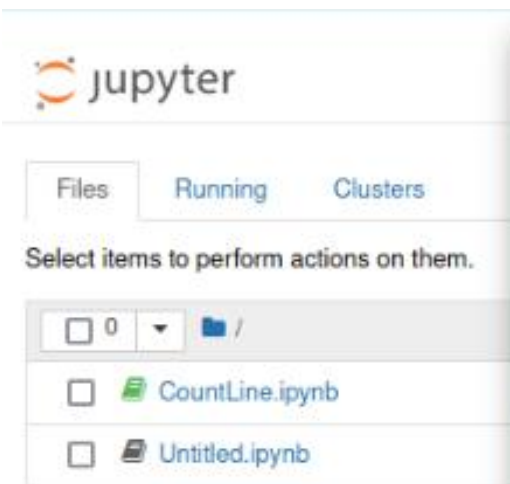 jupyter
Files Running Clusters
Select items to perform actions on them.
0 /
CountLine.ipynb
Untitled.ipynb